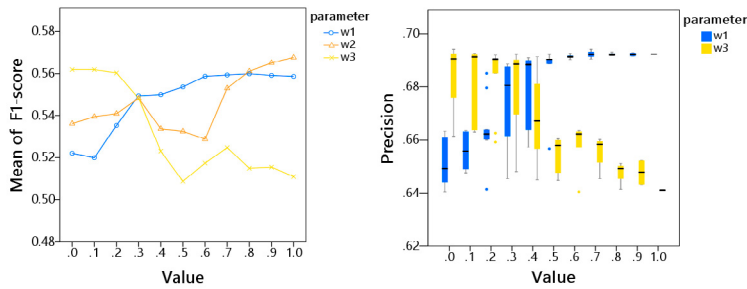 parameter
w1
w2
w3
0.58
0.56
0.54
0.52
0.50
0.48
Mean of F1-score
.0 .1 .2 .3 .4 .5 .6 .7 .8 .9 1.0
Value
parameter
w1
w3
.70
.68
.66
.64
.62
Precision
.0 .1 .2 .3 .4 .5 .6 .7 .8 .9 1.0
Value